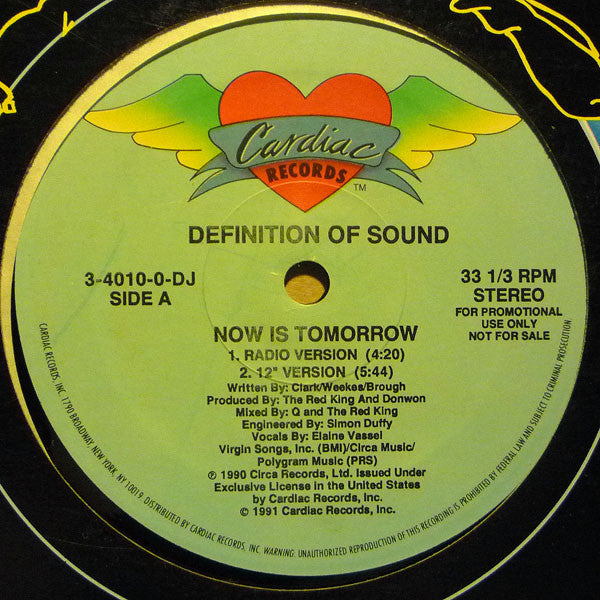 Cardiac
RECORDS
TM
DEFINITION OF SOUND
3-4010-0-DJ
SIDE A
33 1/3 RPM
STEREO
FOR PROMOTIONAL
USE ONLY
NOT FOR SALE
NOW IS TOMORROW
1. RADIO VERSION (4:20)
2. 12" VERSION (5:44)
Written By: Clark/Weekes/Brough
Produced By: The Red King And Donwon
Mixed By: Q and The Red King
Engineered By: Simon Duffy
Vocals By: Elaine Vassel
Virgin Songs, Inc. (BMI)/Circa Music/
Polygram Music (PRS)
℗ 1990 Circa Records, Ltd. Issued Under
Exclusive License in the United States
by Cardiac Records, Inc.
© 1991 Cardiac Records, Inc.
CARDIAC RECORDS, INC. 1790 BROADWAY, NEW YORK, NY 10019. DISTRIBUTED BY CARDIAC RECORDS, INC. WARNING: UNAUTHORIZED REPRODUCTION OF THIS RECORDING IS PROHIBITED BY FEDERAL LAW AND SUBJECT TO CRIMINAL PROSECUTION